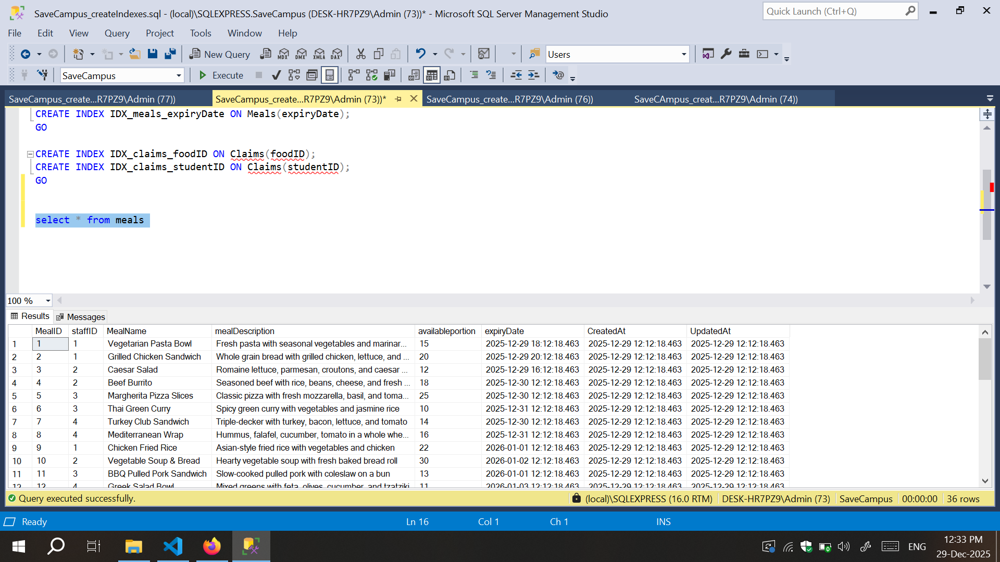 SaveCampus_createIndexes.sql - (local)\SQLEXPRESS.SaveCampus (DESK-HR7PZ9\Admin (73))* - Microsoft SQL Server Management Studio
Quick Launch (Ctrl+Q)
File Edit View Query Project Tools Window Help
New Query MDX DMX XMLA DAX Users
SaveCampus Execute
SaveCampus_create...R7PZ9\Admin (77)) SaveCampus_create...R7PZ9\Admin (73))* SaveCampus_create...R7PZ9\Admin (76)) SaveCAmpus_creat...R7PZ9\Admin (74))
CREATE INDEX IDX_meals_expiryDate ON Meals(expiryDate);
GO
CREATE INDEX IDX_claims_foodID ON Claims(foodID);
CREATE INDEX IDX_claims_studentID ON Claims(studentID);
GO
select * from meals
100 %
Results Messages
MealID staffID MealName mealDescription availableportion expiryDate CreatedAt UpdatedAt
1 1 1 Vegetarian Pasta Bowl Fresh pasta with seasonal vegetables and marinar... 15 2025-12-29 18:12:18.463 2025-12-29 12:12:18.463 2025-12-29 12:12:18.463
2 2 1 Grilled Chicken Sandwich Whole grain bread with grilled chicken, lettuce, and ... 20 2025-12-29 20:12:18.463 2025-12-29 12:12:18.463 2025-12-29 12:12:18.463
3 3 2 Caesar Salad Romaine lettuce, parmesan, croutons, and caesar ... 12 2025-12-29 16:12:18.463 2025-12-29 12:12:18.463 2025-12-29 12:12:18.463
4 4 2 Beef Burrito Seasoned beef with rice, beans, cheese, and fresh ... 18 2025-12-30 12:12:18.463 2025-12-29 12:12:18.463 2025-12-29 12:12:18.463
5 5 3 Margherita Pizza Slices Classic pizza with fresh mozzarella, basil, and toma... 25 2025-12-30 12:12:18.463 2025-12-29 12:12:18.463 2025-12-29 12:12:18.463
6 6 3 Thai Green Curry Spicy green curry with vegetables and jasmine rice 10 2025-12-31 12:12:18.463 2025-12-29 12:12:18.463 2025-12-29 12:12:18.463
7 7 4 Turkey Club Sandwich Triple-decker with turkey, bacon, lettuce, and tomato 14 2025-12-30 12:12:18.463 2025-12-29 12:12:18.463 2025-12-29 12:12:18.463
8 8 4 Mediterranean Wrap Hummus, falafel, cucumber, tomato in a whole whe... 16 2025-12-31 12:12:18.463 2025-12-29 12:12:18.463 2025-12-29 12:12:18.463
9 9 1 Chicken Fried Rice Asian-style fried rice with vegetables and chicken 22 2026-01-01 12:12:18.463 2025-12-29 12:12:18.463 2025-12-29 12:12:18.463
10 10 2 Vegetable Soup & Bread Hearty vegetable soup with fresh baked bread roll 30 2026-01-02 12:12:18.463 2025-12-29 12:12:18.463 2025-12-29 12:12:18.463
11 11 3 BBQ Pulled Pork Sandwich Slow-cooked pulled pork with coleslaw on a bun 13 2026-01-01 12:12:18.463 2025-12-29 12:12:18.463 2025-12-29 12:12:18.463
12 12 4 Greek Salad Bowl Mixed greens with feta, olives, cucumber, and tzatziki 11 2026-01-03 12:12:18.463 2025-12-29 12:12:18.463 2025-12-29 12:12:18.463
Query executed successfully. (local)\SQLEXPRESS (16.0 RTM) DESK-HR7PZ9\Admin (73) SaveCampus 00:00:00 36 rows
Ready Ln 16 Col 1 Ch 1 INS
ENG 12:33 PM
29-Dec-2025